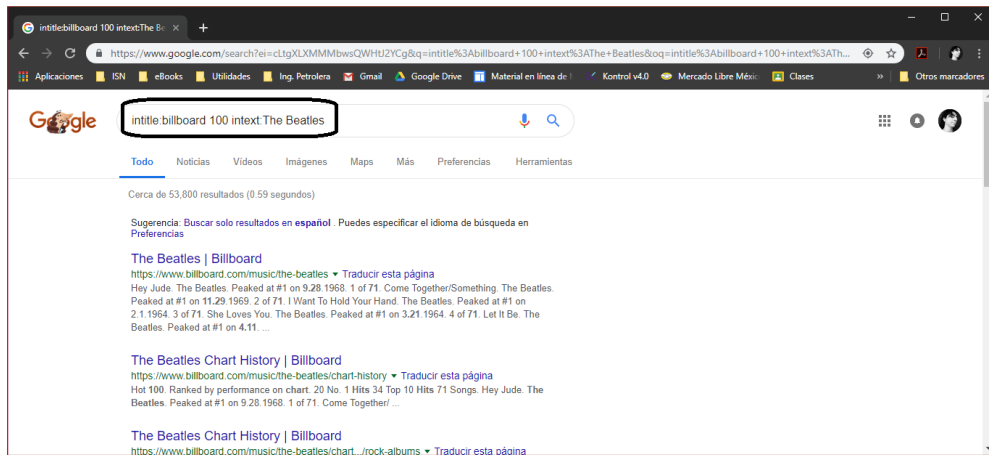 intitle:billboard 100 intext:The Be
https://www.google.com/search?ei=cLtgXLXMMMbwsQWHtJ2YCg&q=intitle%3Abillboard+100+intext%3AThe+Beatles&oq=intitle%3Abillboard+100+intext%3ATh...
Aplicaciones ISN eBooks Utilidades Ing. Petrolera Gmail Google Drive Material en línea de Kontrol v4.0 Mercado Libre Méxic Clases » Otros marcadores
Google intitle:billboard 100 intext:The Beatles
Todo Noticias Vídeos Imágenes Maps Más Preferencias Herramientas
Cerca de 53,800 resultados (0.59 segundos)
Sugerencia: Buscar solo resultados en español . Puedes especificar el idioma de búsqueda en
Preferencias
The Beatles | Billboard
https://www.billboard.com/music/the-beatles ▾ Traducir esta página
Hey Jude. The Beatles. Peaked at #1 on 9.28.1968. 1 of 71. Come Together/Something. The Beatles.
Peaked at #1 on 11.29.1969. 2 of 71. I Want To Hold Your Hand. The Beatles. Peaked at #1 on
2.1.1964. 3 of 71. She Loves You. The Beatles. Peaked at #1 on 3.21.1964. 4 of 71. Let It Be. The
Beatles. Peaked at #1 on 4.11. ...
The Beatles Chart History | Billboard
https://www.billboard.com/music/the-beatles/chart-history ▾ Traducir esta página
Hot 100. Ranked by performance on chart. 20 No. 1 Hits 34 Top 10 Hits 71 Songs. Hey Jude. The
Beatles. Peaked at #1 on 9.28.1968. 1 of 71. Come Together/ ...
The Beatles Chart History | Billboard
https://www.billboard.com/music/the-beatles/chart.../rock-albums ▾ Traducir esta página